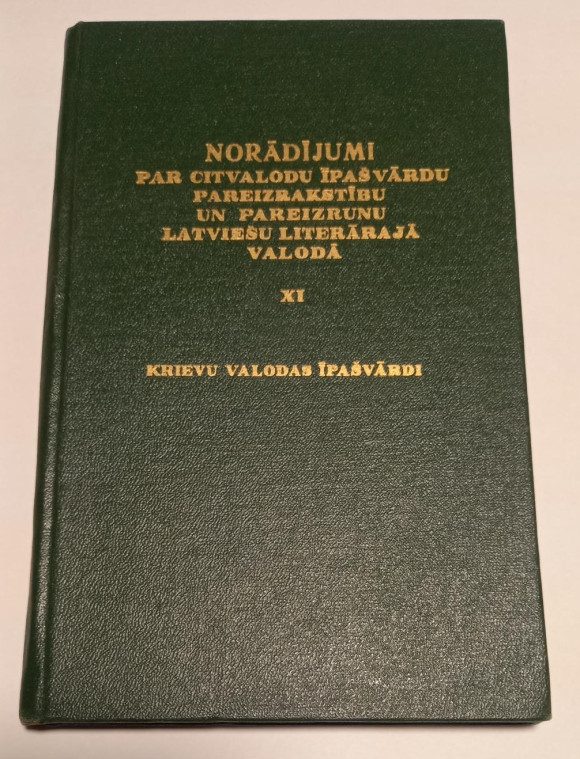 NORĀDĪJUMI
PAR CITVALODU ĪPAŠVĀRDU
PAREIZRAKSTĪBU
UN PAREIZRUNU
LATVIEŠU LITERĀRAJĀ
VALODĀ
XI
KRIEVU VALODAS ĪPAŠVĀRDI